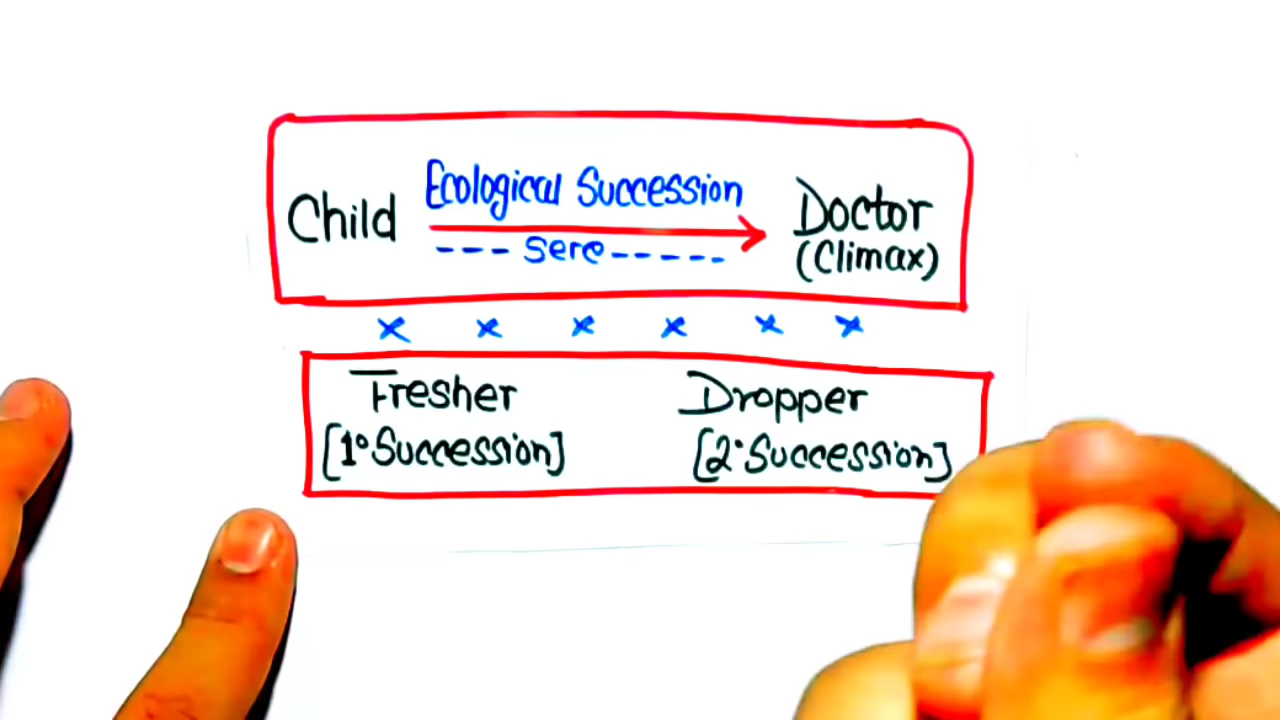 Ecological Succession
Child
Doctor
--- sere -----
(Climax)
x x x x x x
Fresher Dropper
[1° Succession] [2° Succession]